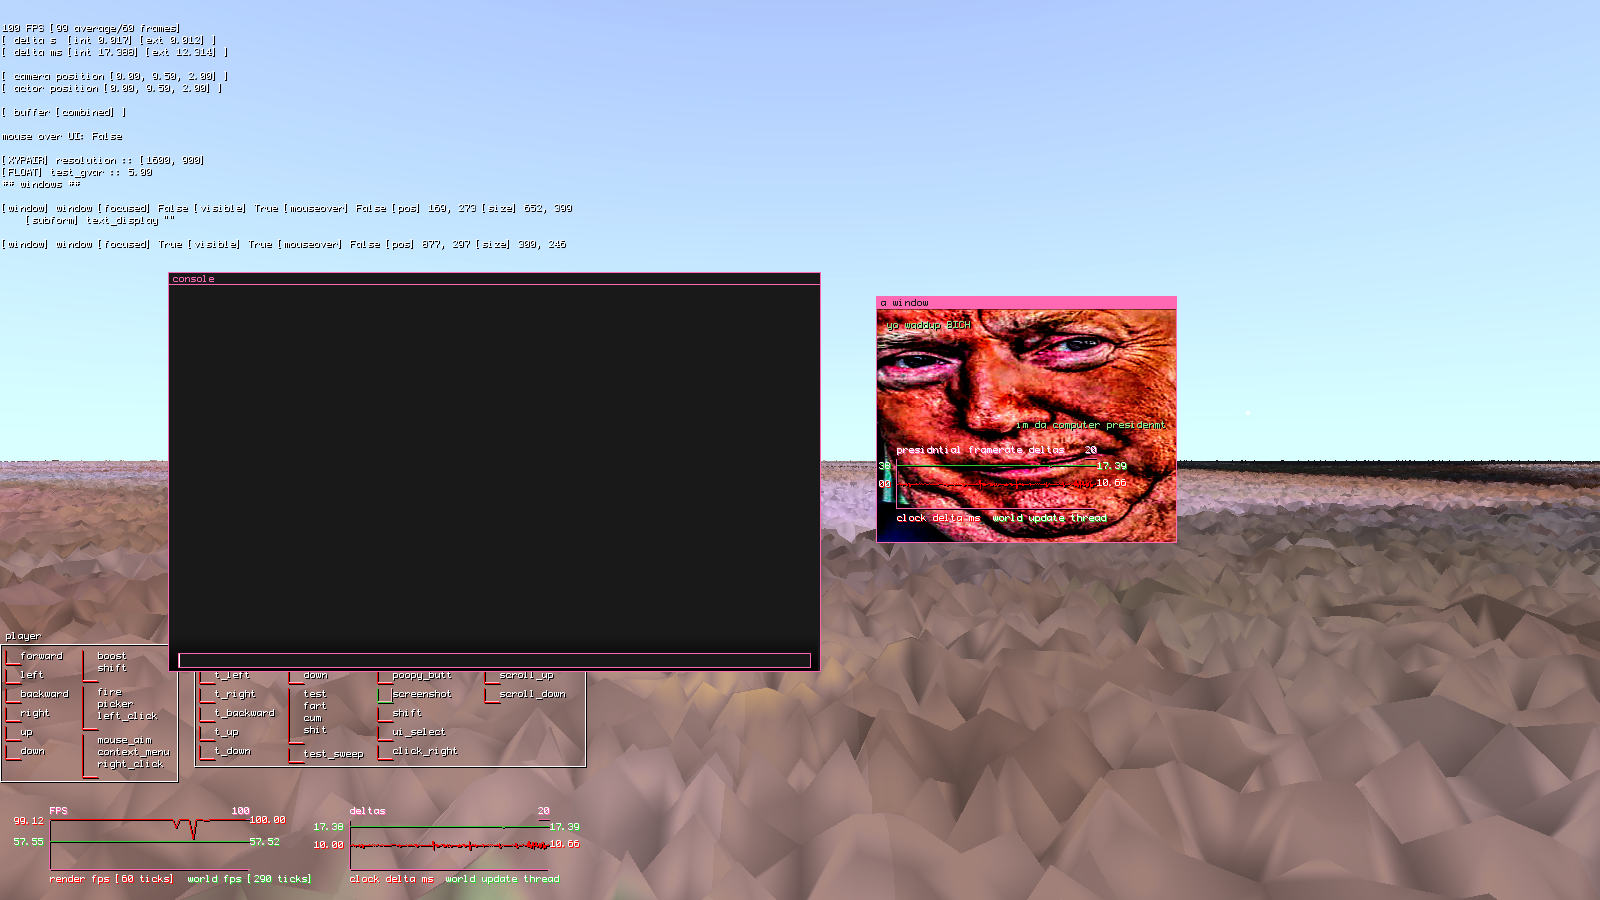 100 FPS [99 average/60 frames]
[ delta s  [int 0.017] [ext 0.012] ]
[ delta ms [int 17.388] [ext 12.314] ]
[ camera position [0.00, 9.50, 2.00] ]
[ actor position [0.00, 9.50, 2.00] ]
[ buffer [combined] ]
mouse over UI: False
[XYPAIR] resolution :: [1600, 900]
[FLOAT] test_gvar :: 5.00
## windows ##
[window] window [focused] False [visible] True [mouseover] False [pos] 169, 273 [size] 652, 399
[subform] text_display ""
[window] window [focused] True [visible] True [mouseover] False [pos] 877, 297 [size] 300, 246
console
a window
yo waddup BICH
im da computer presidenmt
presidntial framerate deltas 20
38 17.39
00 10.66
clock delta ms world update thread
player
forward
left
backward
right
up
down
boost
shift
fire
picker
left_click
mouse_aim
context_menu
right_click
t_left
t_right
t_backward
t_up
t_down
down
test
fart
cum
shit
test_sweep
poopy_butt
screenshot
shift
ui_select
click_right
scroll_up
scroll_down
FPS 100
99.12 100.00
57.55 57.52
render fps [60 ticks] world fps [290 ticks]
deltas 20
17.38 17.39
10.00 10.66
clock delta ms world update thread